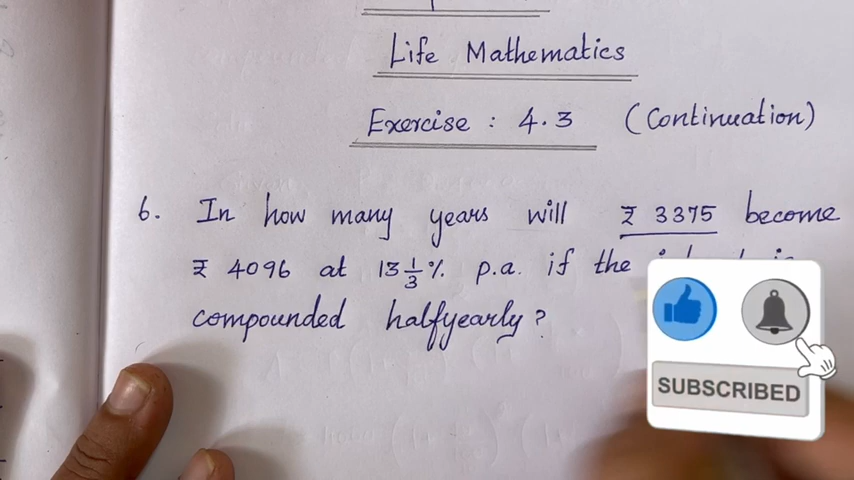 Life Mathematics
Exercise : 4.3 (Continuation)
6. In how many years will ₹ 3375 become
₹ 4096 at 13 1/3 % p.a. if the
compounded halfyearly?
SUBSCRIBED